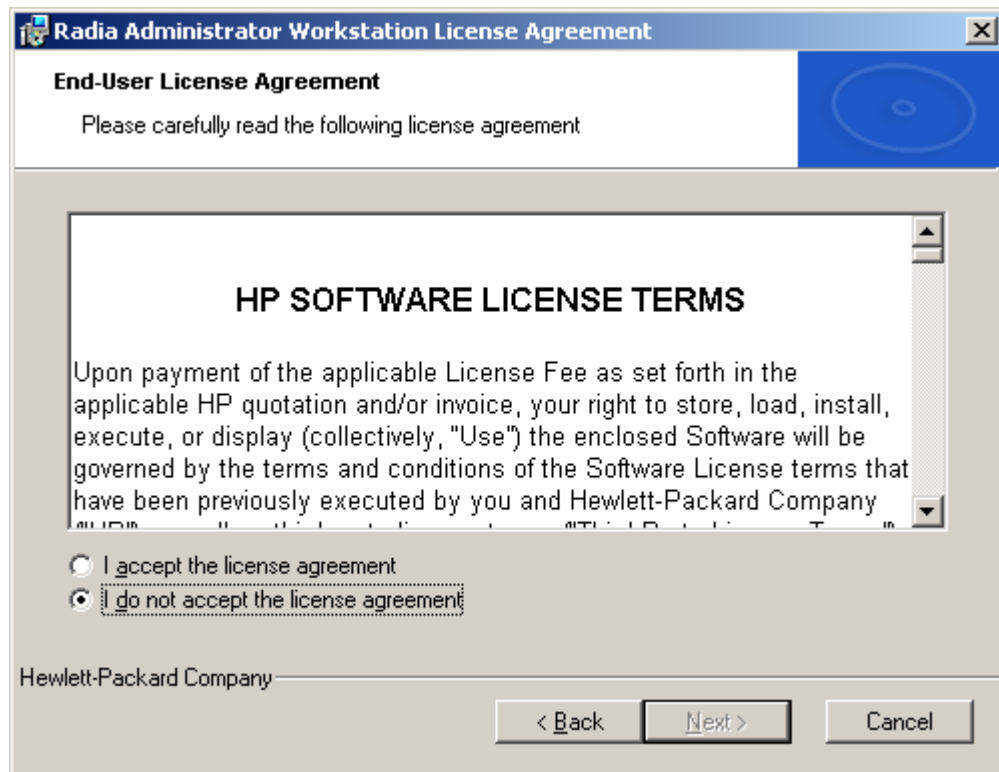 Radia Administrator Workstation License Agreement
End-User License Agreement
Please carefully read the following license agreement
HP SOFTWARE LICENSE TERMS
Upon payment of the applicable License Fee as set forth in the
applicable HP quotation and/or invoice, your right to store, load, install,
execute, or display (collectively, "Use") the enclosed Software will be
governed by the terms and conditions of the Software License terms that
have been previously executed by you and Hewlett-Packard Company
I accept the license agreement
I do not accept the license agreement
Hewlett-Packard Company
< Back Next > Cancel